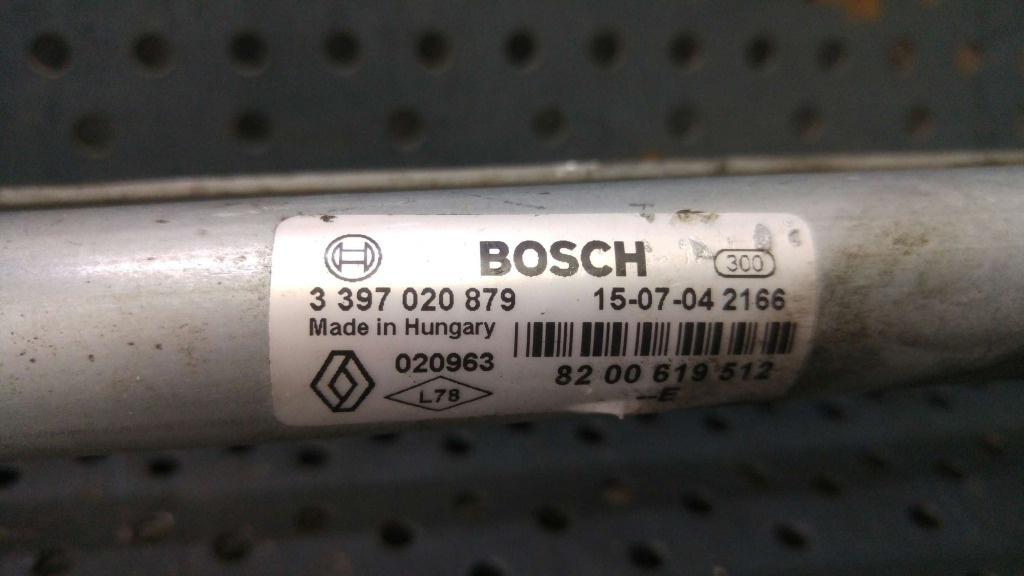 BOSCH 300
3 397 020 879 15-07-04 2166
Made in Hungary
020963
82 00 619 512
L78
--E